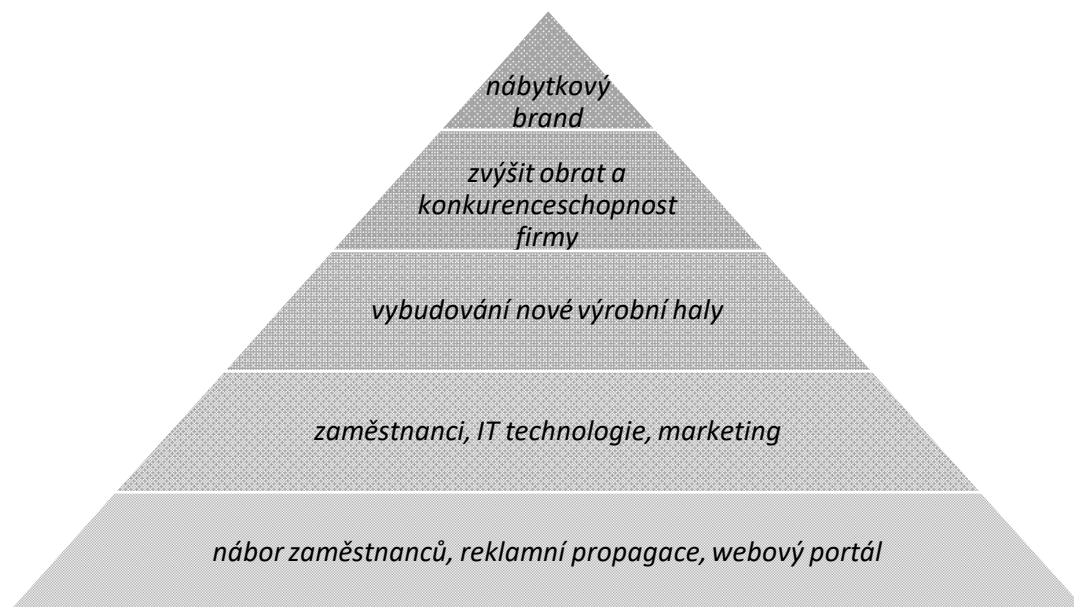 nábytkový
brand
zvýšit obrat a
konkurenceschopnost
firmy
vybudování nové výrobní haly
zaměstnanci, IT technologie, marketing
nábor zaměstnanců, reklamní propagace, webový portál